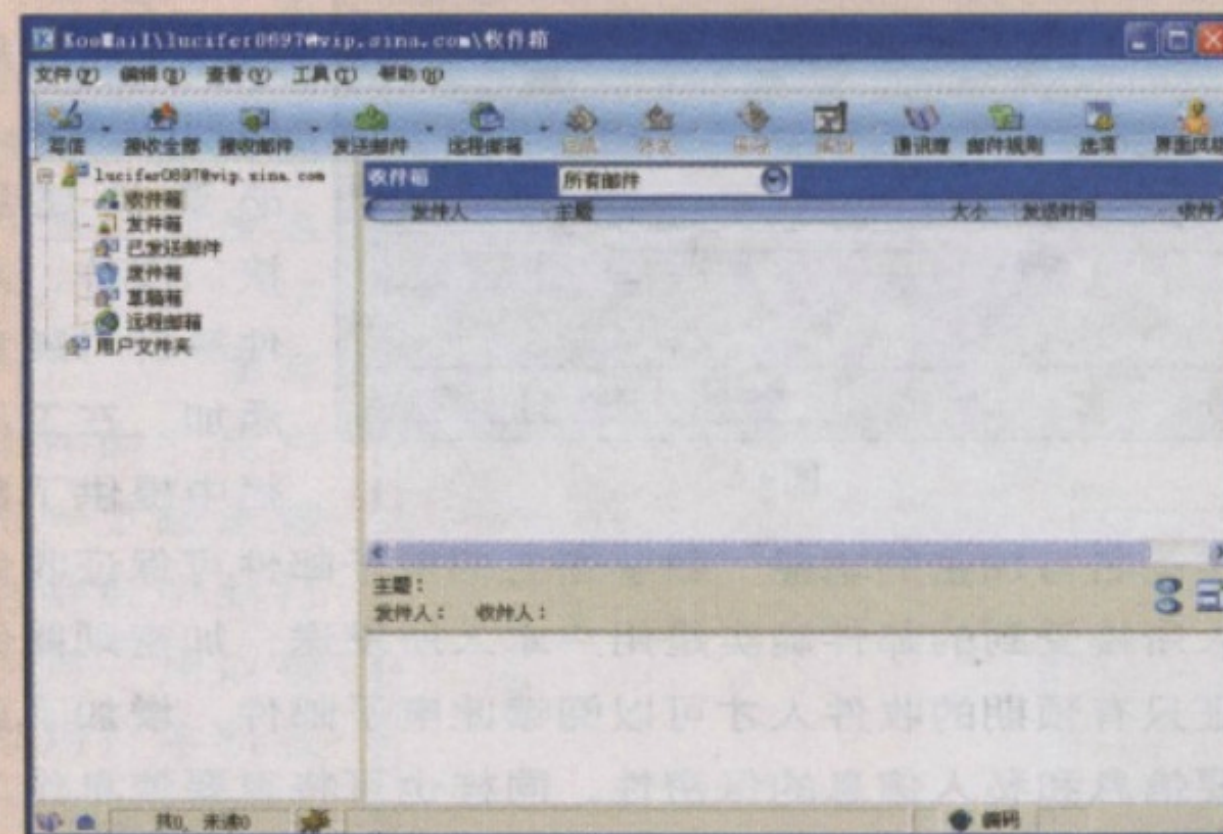 KooMail\lucifer0697@vip.sina.com\收件箱
文件(F) 编辑(E) 查看(V) 工具(T) 帮助(H)
写信 接收全部 接收邮件 发送邮件 远程邮箱 通讯簿 邮件规则 选项 界面风格
lucifer0697@vip.sina.com
收件箱
发件箱
已发送邮件
废件箱
草稿箱
远程邮箱
用户文件夹
收件箱 所有邮件
发件人 主题 大小 发送时间 收件人
主题:
发件人: 收件人:
共0, 未读0 编码